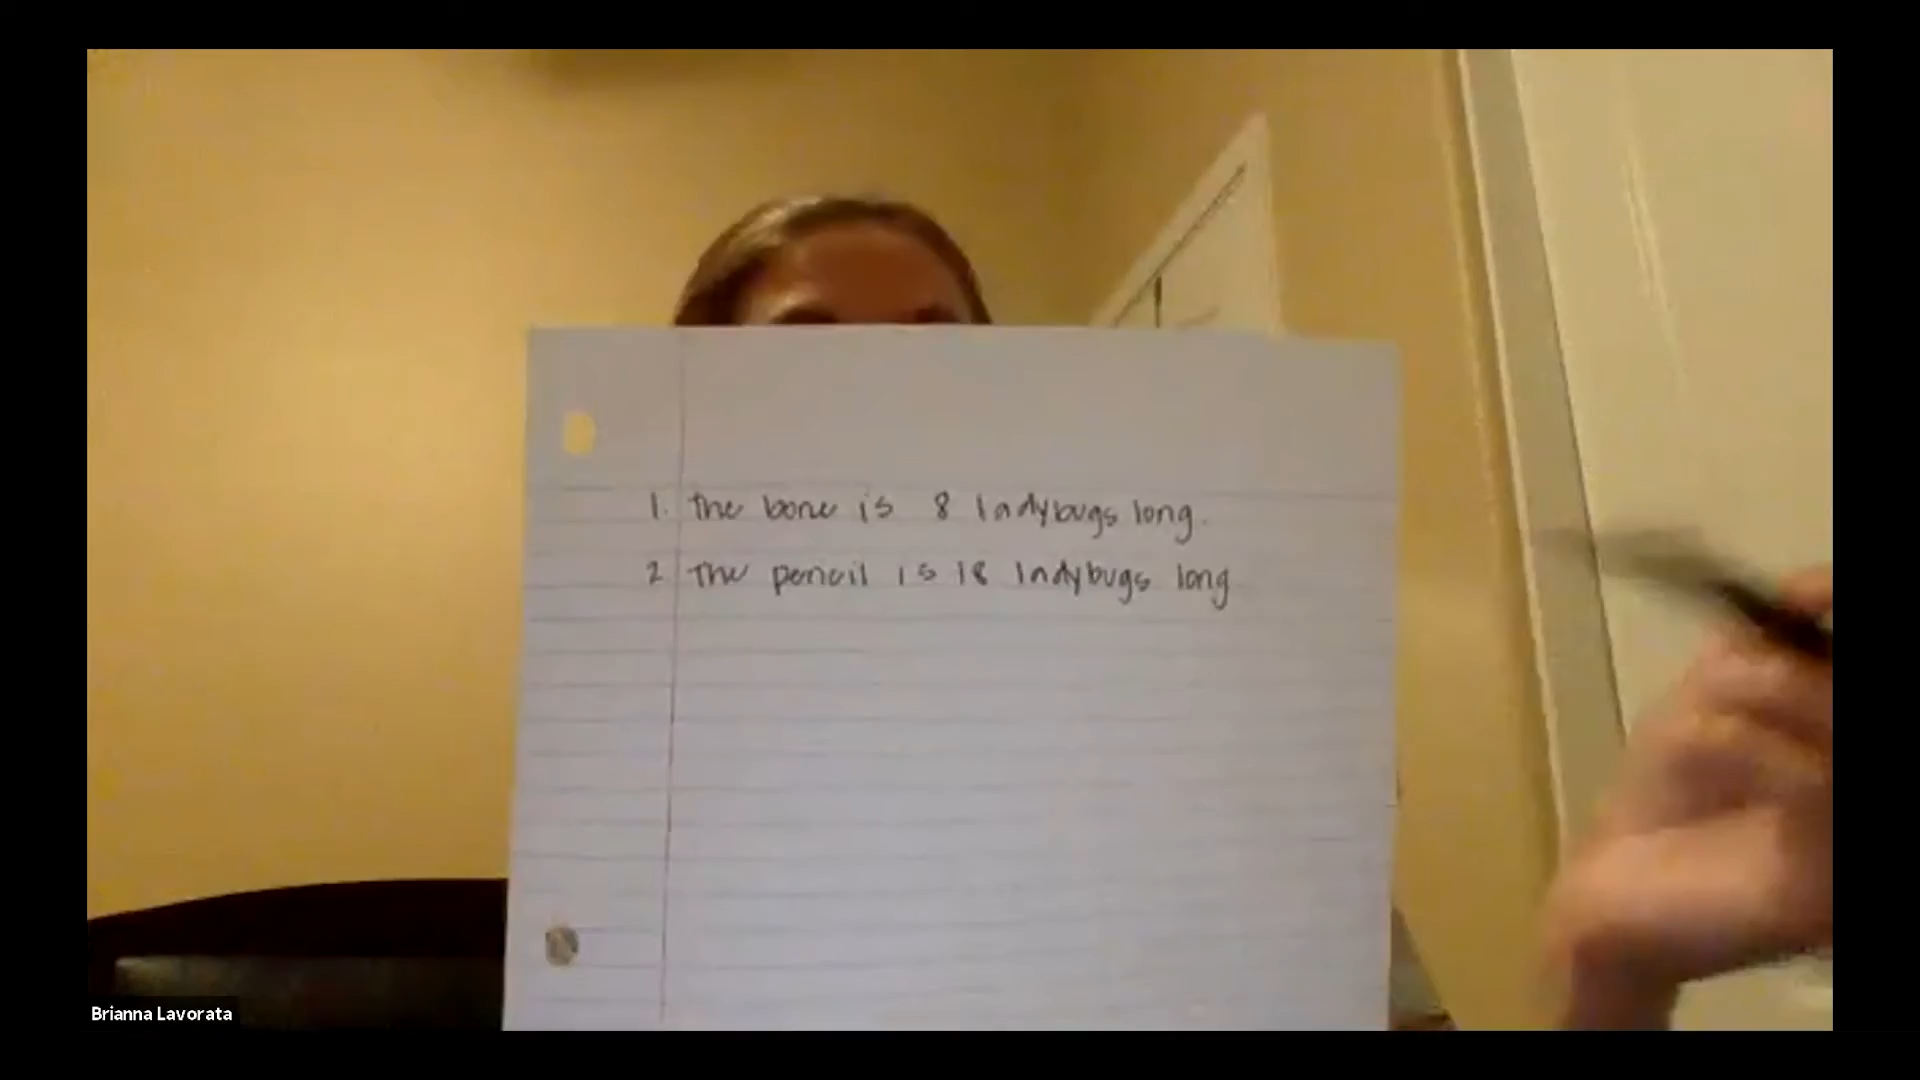 1. The bone is 8 ladybugs long.
2 The pencil is 18 ladybugs long
Brianna Lavorata